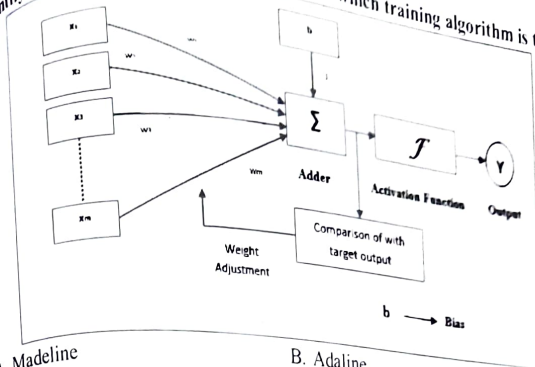 which training algorithm is t
X1
b
X2
X3
W1
Σ
𝓕
Y
Wm
Adder
Activation Function
Output
Xm
Comparison of with
target output
Weight
Adjustment
b → Bias
Madeline
B. Adaline